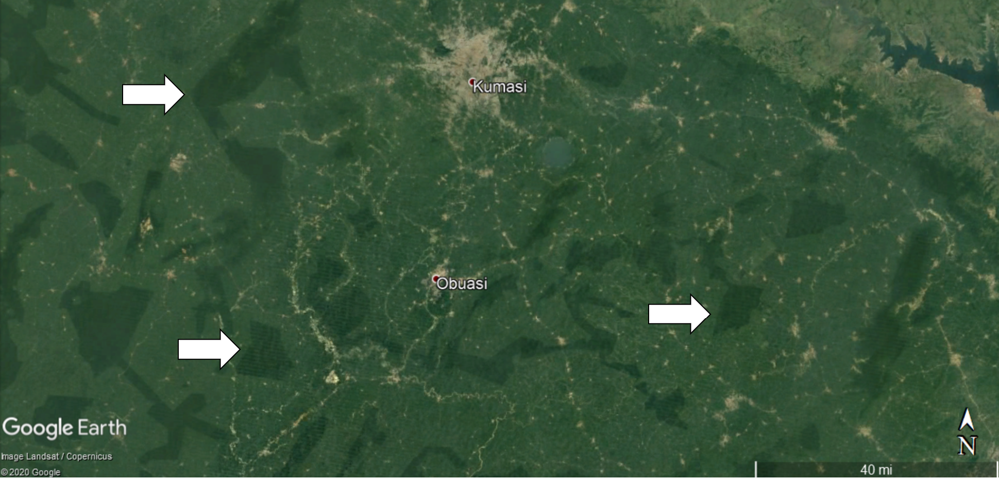 Kumasi
Obuasi
Google Earth
N
Image Landsat / Copernicus
© 2020 Google
40 mi